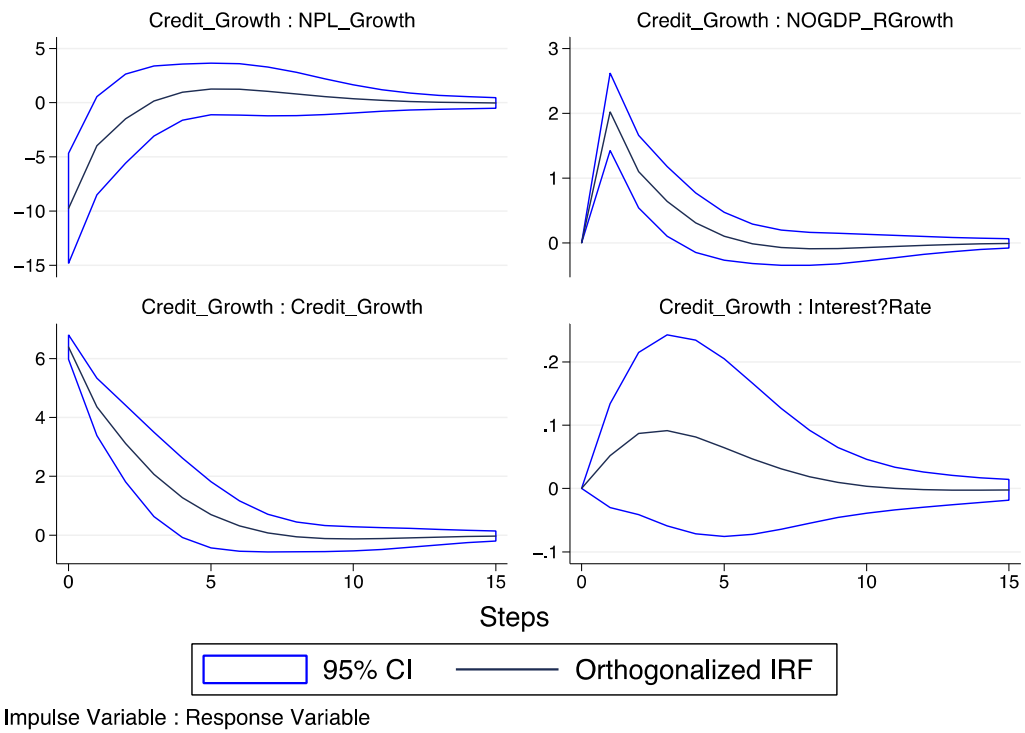 Credit_Growth : NPL_Growth
5
0
−5
−10
−15
Credit_Growth : NOGDP_RGrowth
3
2
1
0
Credit_Growth : Credit_Growth
6
4
2
0
0 5 10 15
Credit_Growth : Interest?Rate
.2
.1
0
−.1
0 5 10 15
Steps
95% CI Orthogonalized IRF
Impulse Variable : Response Variable